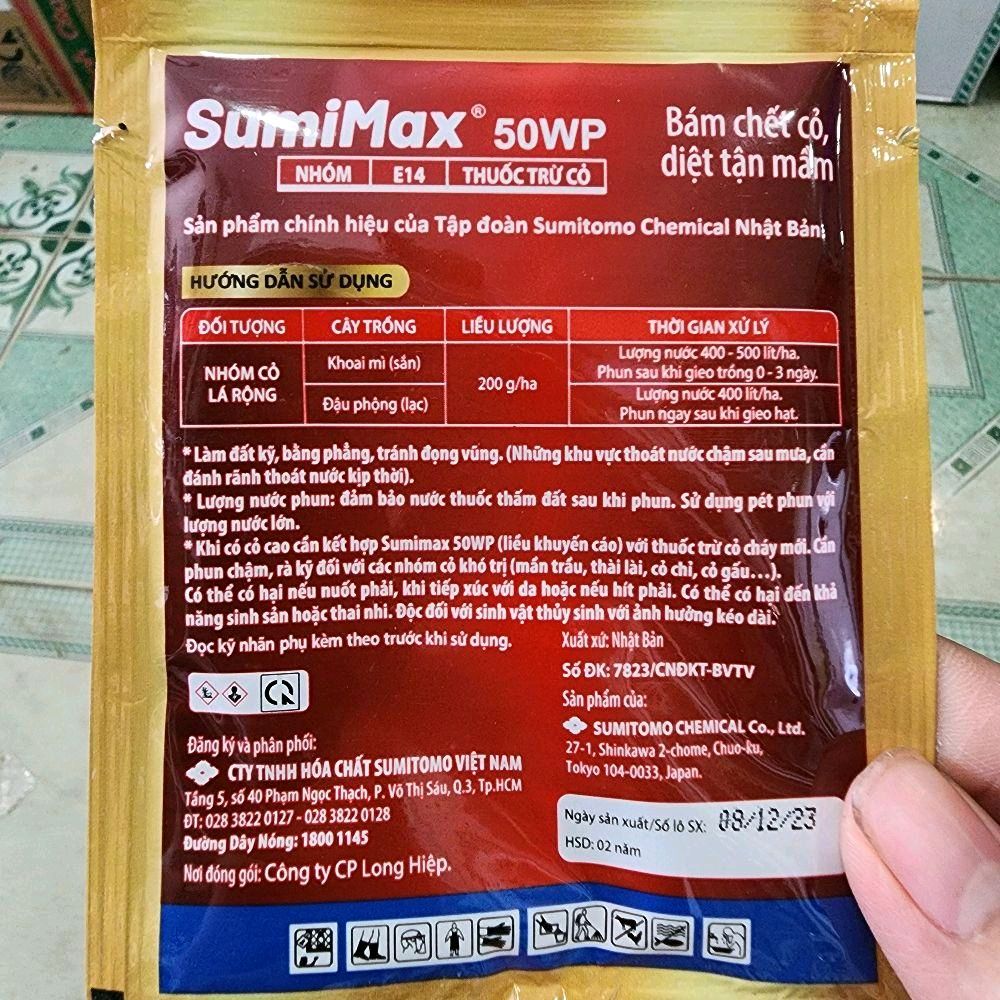 SumiMax® 50WP
NHÓM E14 THUỐC TRỪ CỎ
Bám chết cỏ,
diệt tận mầm
Sản phẩm chính hiệu của Tập đoàn Sumitomo Chemical Nhật Bản
HƯỚNG DẪN SỬ DỤNG
ĐỐI TƯỢNG CÂY TRỒNG LIỀU LƯỢNG THỜI GIAN XỬ LÝ
NHÓM CỎ
LÁ RỘNG
Khoai mì (sắn)
Đậu phộng (lạc)
200 g/ha
Lượng nước 400 - 500 lít/ha.
Phun sau khi gieo trồng 0 - 3 ngày.
Lượng nước 400 lít/ha.
Phun ngay sau khi gieo hạt.
* Làm đất kỹ, bằng phẳng, tránh đọng vũng. (Những khu vực thoát nước chậm sau mưa, cần
đánh rãnh thoát nước kịp thời).
* Lượng nước phun: đảm bảo nước thuốc thấm đất sau khi phun. Sử dụng pét phun với
lượng nước lớn.
* Khi có cỏ cao cần kết hợp Sumimax 50WP (liều khuyến cáo) với thuốc trừ cỏ cháy mới. Cần
phun chậm, rà kỹ đối với các nhóm cỏ khó trị (mần trầu, thài lài, cỏ chỉ, cỏ gấu...).
Có thể có hại nếu nuốt phải, khi tiếp xúc với da hoặc nếu hít phải. Có thể có hại đến khả
năng sinh sản hoặc thai nhi. Độc đối với sinh vật thủy sinh với ảnh hưởng kéo dài.
Đọc kỹ nhãn phụ kèm theo trước khi sử dụng.
Xuất xứ: Nhật Bản
Số ĐK: 7823/CNĐKT-BVTV
Sản phẩm của:
SUMITOMO CHEMICAL Co., Ltd.
27-1, Shinkawa 2-chome, Chuo-ku,
Tokyo 104-0033, Japan.
Đăng ký và phân phối:
CTY TNHH HÓA CHẤT SUMITOMO VIỆT NAM
Tầng 5, số 40 Phạm Ngọc Thạch, P. Võ Thị Sáu, Q.3, Tp.HCM
ĐT: 028 3822 0127 - 028 3822 0128
Đường Dây Nóng: 1800 1145
Nơi đóng gói: Công ty CP Long Hiệp.
Ngày sản xuất/Số lô SX: 08/12/23
HSD: 02 năm